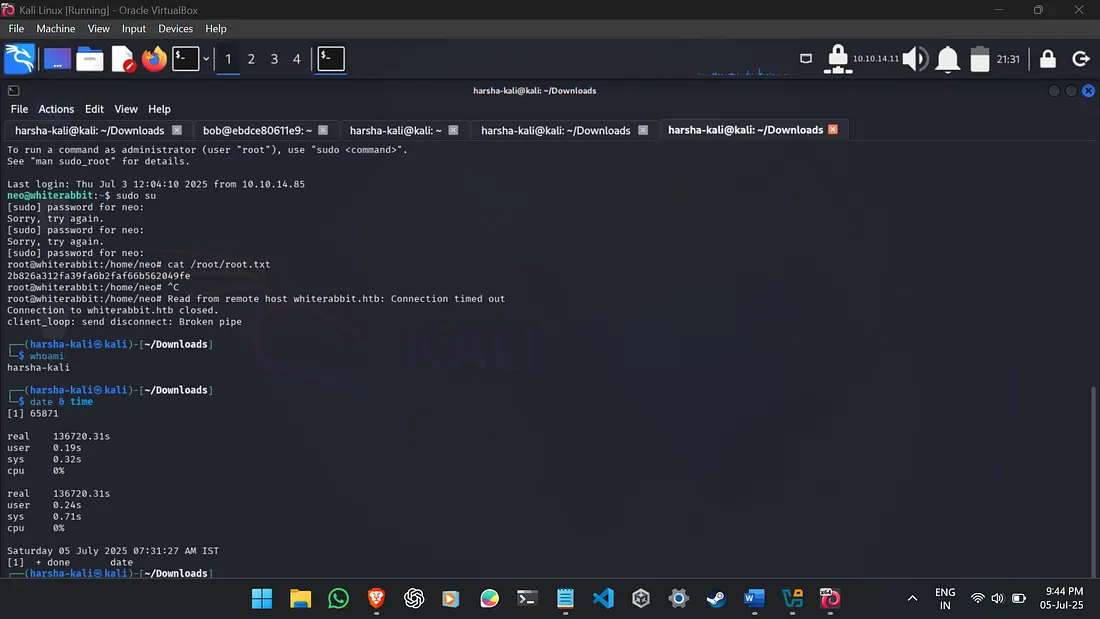 Kali Linux [Running] - Oracle VirtualBox
File Machine View Input Devices Help
1 2 3 4 10.10.14.11 21:31
harsha-kali@kali: ~/Downloads
File Actions Edit View Help
harsha-kali@kali: ~/Downloads bob@ebdce80611e9: ~ harsha-kali@kali: ~ harsha-kali@kali: ~/Downloads harsha-kali@kali: ~/Downloads
To run a command as administrator (user "root"), use "sudo <command>".
See "man sudo_root" for details.
Last login: Thu Jul 3 12:04:10 2025 from 10.10.14.85
neo@whiterabbit:~$ sudo su
[sudo] password for neo:
Sorry, try again.
[sudo] password for neo:
Sorry, try again.
[sudo] password for neo:
root@whiterabbit:/home/neo# cat /root/root.txt
2b826a312fa39fa6b2faf66b562049fe
root@whiterabbit:/home/neo# ^C
root@whiterabbit:/home/neo# Read from remote host whiterabbit.htb: Connection timed out
Connection to whiterabbit.htb closed.
client_loop: send disconnect: Broken pipe
┌──(harsha-kali㉿kali)-[~/Downloads]
└─$ whoami
harsha-kali
┌──(harsha-kali㉿kali)-[~/Downloads]
└─$ date & time
[1] 65871
real 136720.31s
user 0.19s
sys 0.32s
cpu 0%
real 136720.31s
user 0.24s
sys 0.71s
cpu 0%
Saturday 05 July 2025 07:31:27 AM IST
[1] + done date
┌──(harsha-kali㉿kali)-[~/Downloads]
ENG 9:44 PM
IN 05-Jul-25